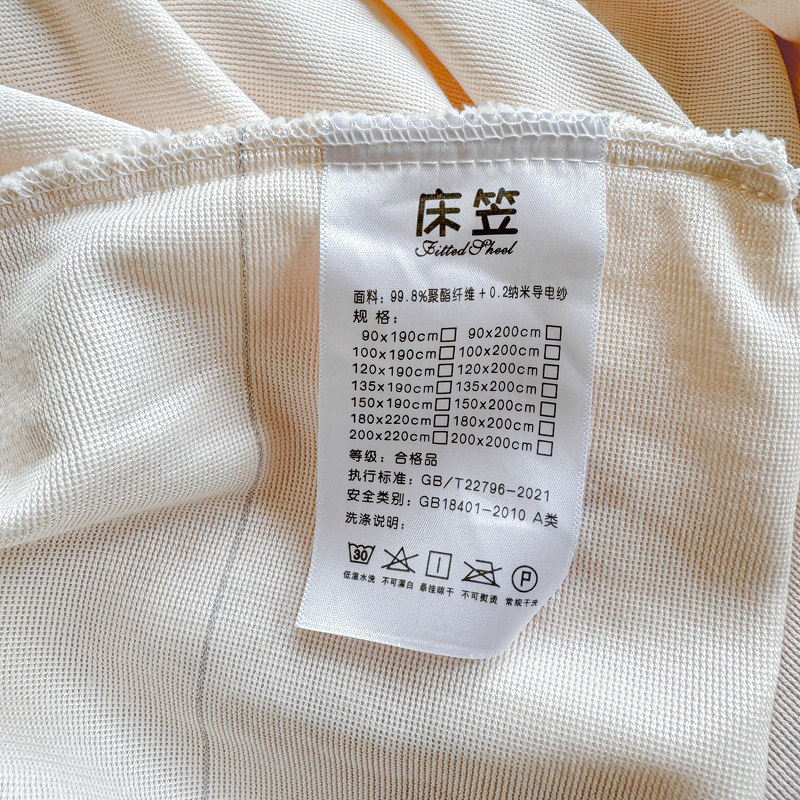 床笠
Fitted Sheel
面料：99.8%聚酯纤维+0.2纳米导电纱
规格：
90x190cm□ 90x200cm□
100x190cm□ 100x200cm□
120x190cm□ 120x200cm□
135x190cm□ 135x200cm□
150x190cm□ 150x200cm□
180x220cm□ 180x200cm□
200x220cm□ 200x200cm□
等级：合格品
执行标准：GB/T22796-2021
安全类别：GB18401-2010 A类
洗涤说明：
30 P
低温水洗 不可漂白 悬挂晾干 不可熨烫 常规干洗